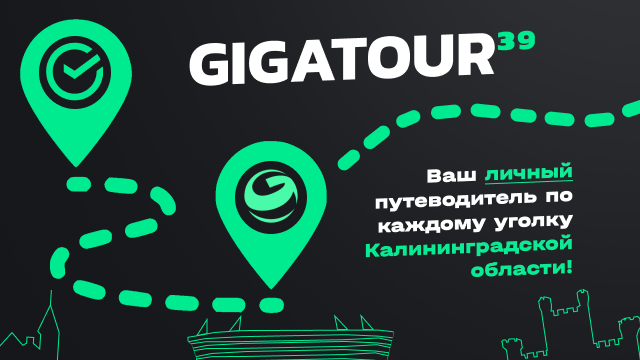 GIGATOUR39
Ваш личный
путеводитель по
каждому уголку
Калининградской
области!